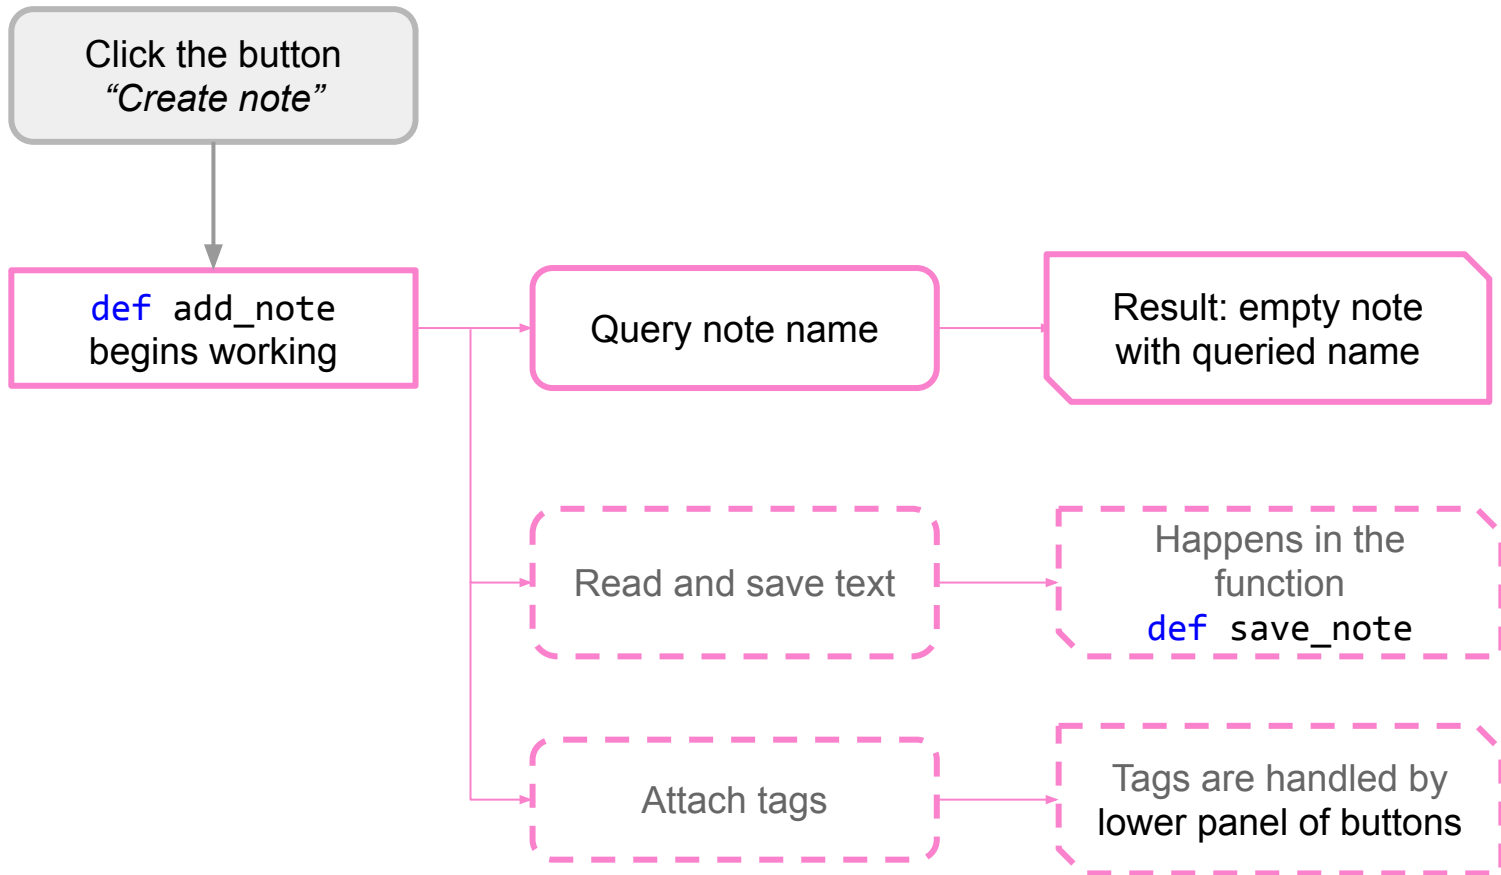 Click the button
“Create note”
def add_note
begins working
Query note name
Result: empty note
with queried name
Read and save text
Happens in the
function
def save_note
Attach tags
Tags are handled by
lower panel of buttons